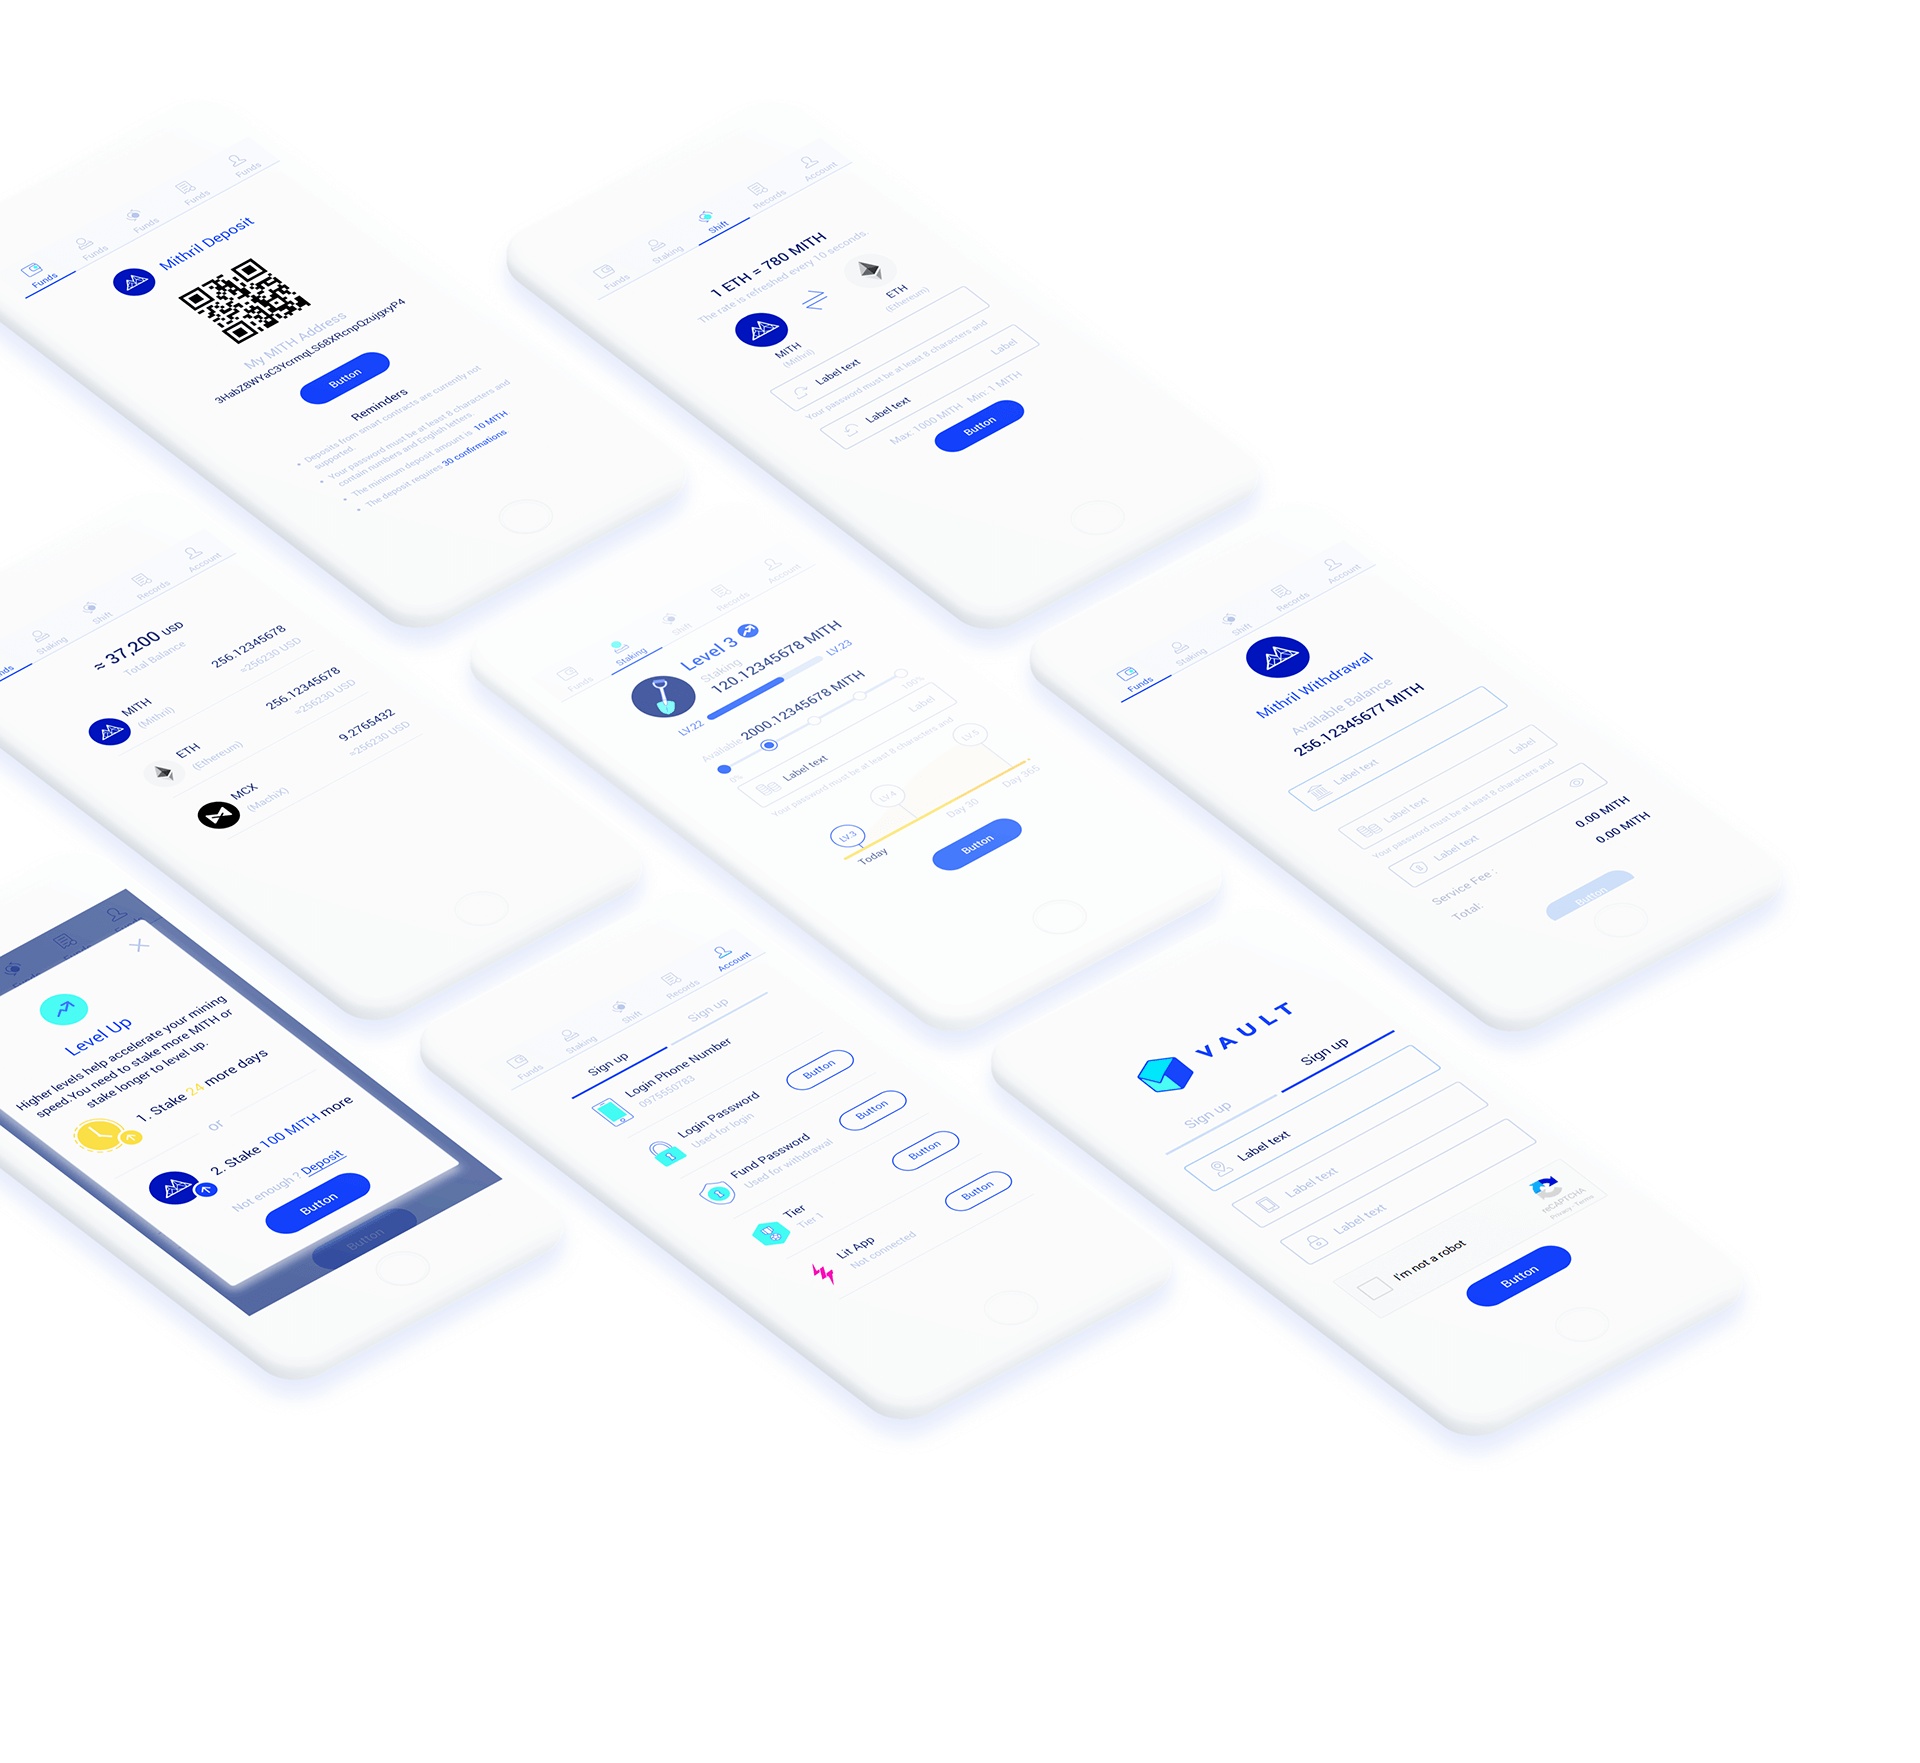 Funds
Funds
Funds
Funds
Funds
Mithril Deposit
My MITH Address
3HabZ8WYaC3YcrmqLS68XRcnpQzujgxyP4
Button
Reminders
• Deposits from smart contracts are currently not
supported.
• Your password must be at least 8 characters and
contain numbers and English letters.
• The minimum deposit amount is 10 MITH
• The deposit requires 30 confirmations
Funds
Staking
Shift
Records
Account
1 ETH = 780 MITH
The rate is refreshed every 10 seconds.
MITH
(Mithril)
ETH
(Ethereum)
Label text
Your password must be at least 8 characters and
Label text
Label
Max: 1000 MITH Min: 1 MITH
Button
Staking
Shift
Records
Account
≈ 37,200 USD
Total Balance
MITH
(Mithril)
256.12345678
≈256230 USD
ETH
(Ethereum)
256.12345678
≈256230 USD
MCX
(MachiX)
9.2765432
≈256230 USD
Funds
Staking
Shift
Records
Account
Level 3
Staking
120.12345678 MITH
LV.22
LV.23
Available 2000.12345678 MITH
0%
100%
Label text
Label
Your password must be at least 8 characters and
LV.3
LV.4
LV.5
Today
Day 30
Day 365
Button
Funds
Staking
Shift
Records
Account
Mithril Withdrawal
Available Balance
256.12345677 MITH
Label text
Label text
Label
Your password must be at least 8 characters and
Label text
Service Fee :
0.00 MITH
Total:
0.00 MITH
Button
Level Up
Higher levels help accelerate your mining
speed.You need to stake more MITH or
stake longer to level up.
1. Stake 24 more days
or
2. Stake 100 MITH more
Not enough ? Deposit
Button
Button
Funds
Staking
Shift
Records
Account
Sign up
Sign up
Login Phone Number
0975550783
Login Password
Used for login
Button
Fund Password
Used for withdrawal
Button
Tier
Tier 1
Button
Lit App
Not connected
Button
VAULT
Sign up
Sign up
Label text
Label text
Label text
I'm not a robot
reCAPTCHA
Privacy - Terms
Button